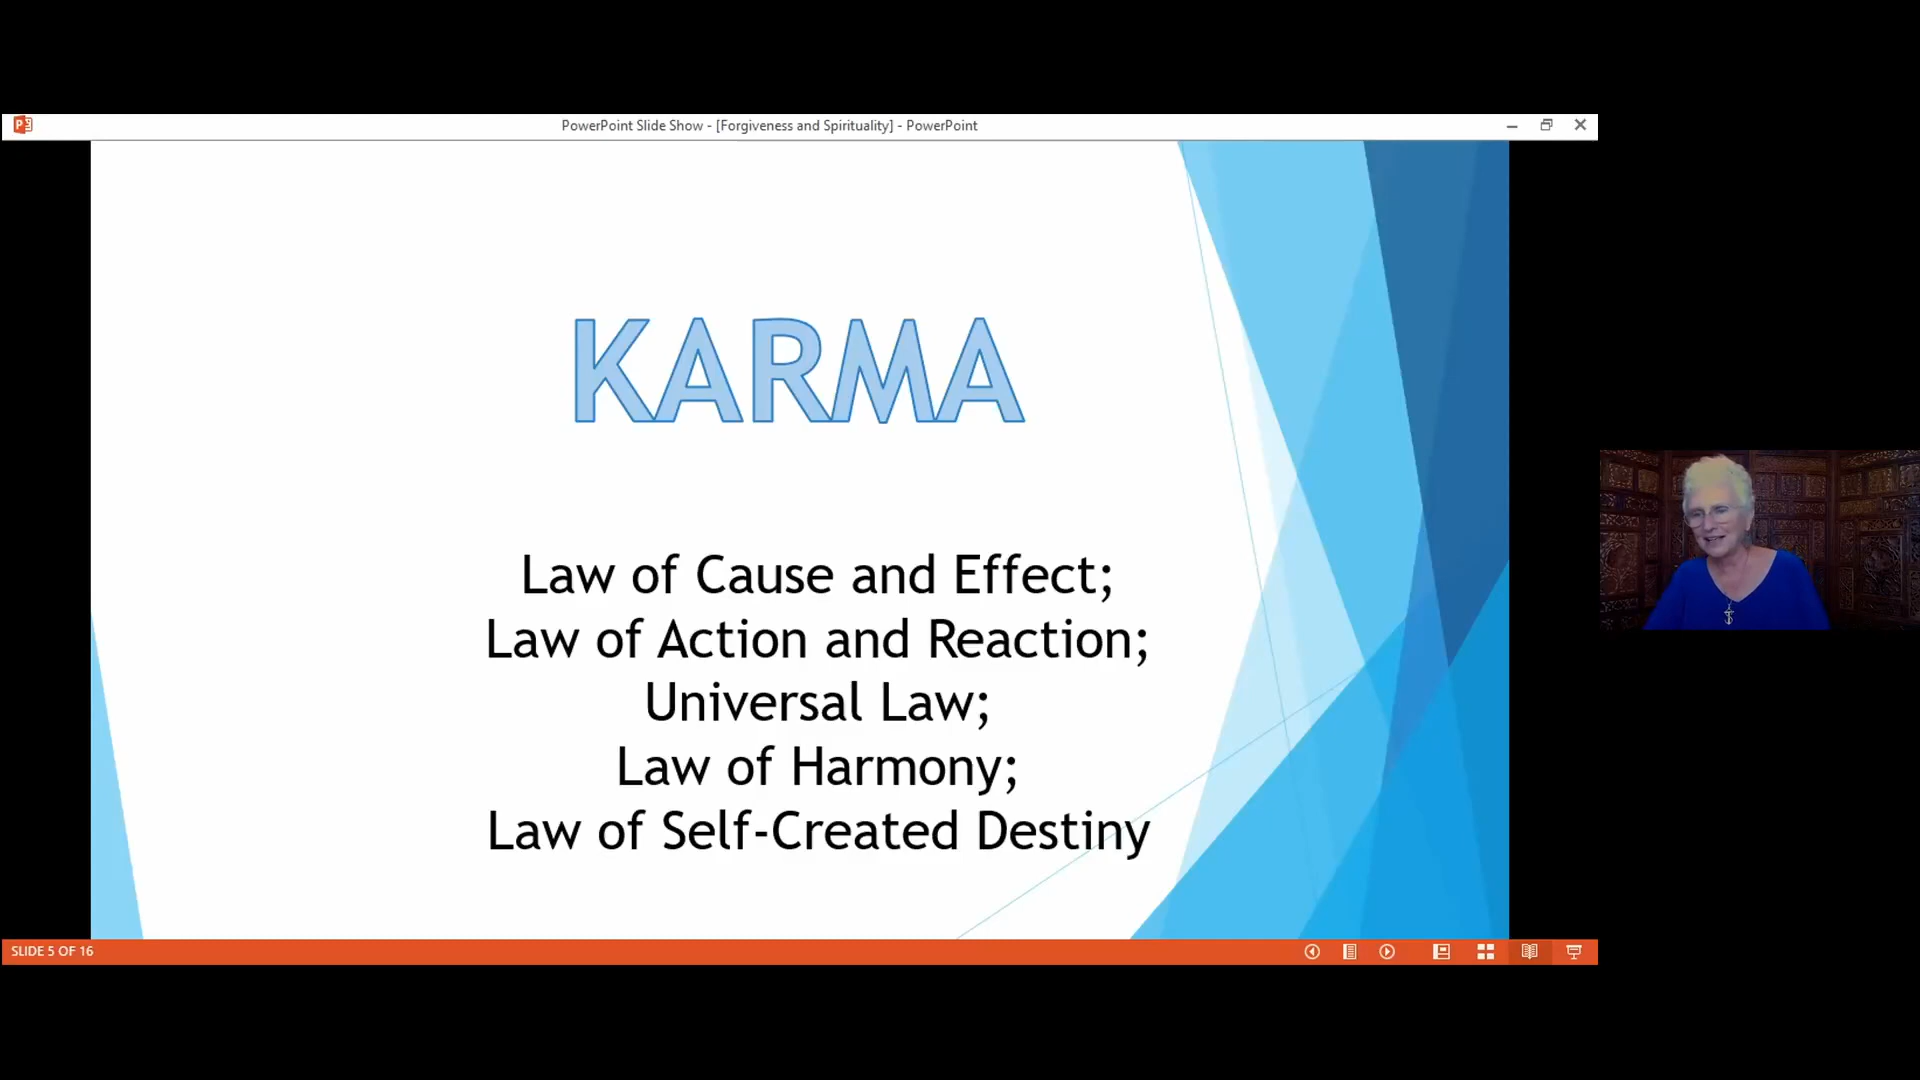 PowerPoint Slide Show - [Forgiveness and Spirituality] - PowerPoint
KARMA
Law of Cause and Effect;
Law of Action and Reaction;
Universal Law;
Law of Harmony;
Law of Self-Created Destiny
SLIDE 5 OF 16